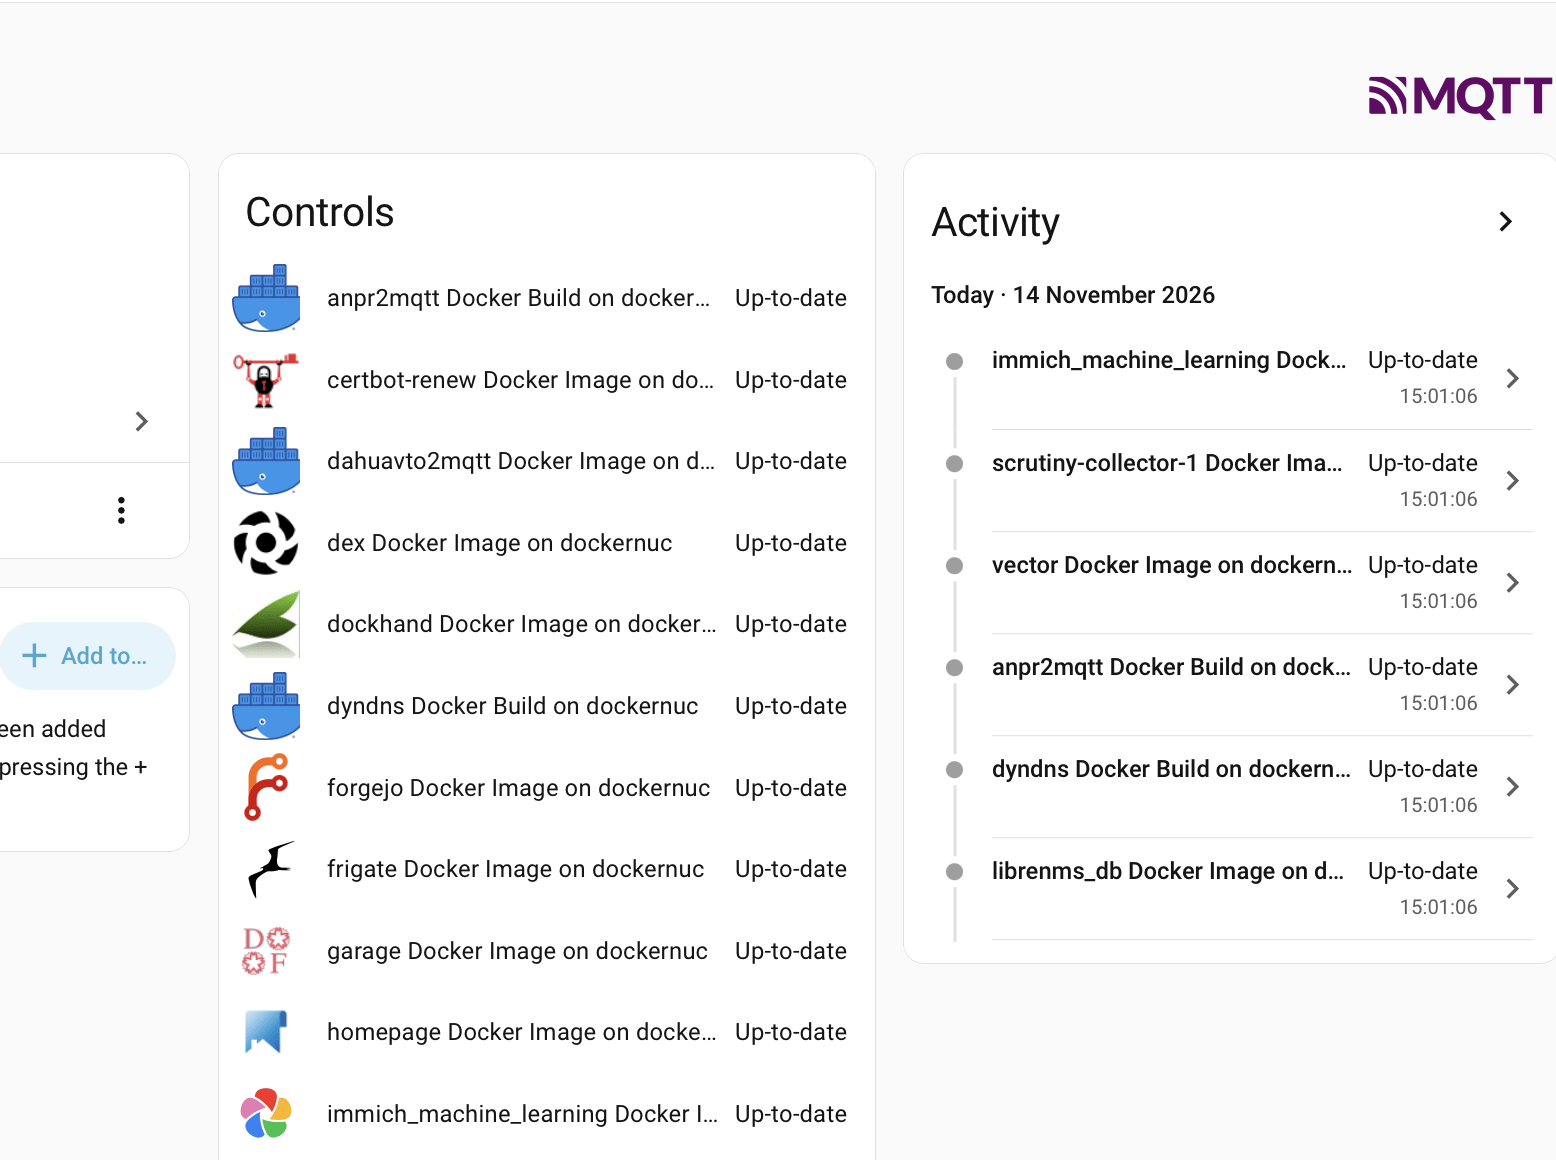 MQTT
Add to...
een added
pressing the +
Controls
anpr2mqtt Docker Build on docker... Up-to-date
certbot-renew Docker Image on do... Up-to-date
dahuavto2mqtt Docker Image on d... Up-to-date
dex Docker Image on dockernuc Up-to-date
dockhand Docker Image on docker... Up-to-date
dyndns Docker Build on dockernuc Up-to-date
forgejo Docker Image on dockernuc Up-to-date
frigate Docker Image on dockernuc Up-to-date
D
F
garage Docker Image on dockernuc Up-to-date
homepage Docker Image on docke... Up-to-date
immich_machine_learning Docker I... Up-to-date
Activity
Today · 14 November 2026
immich_machine_learning Dock... Up-to-date
15:01:06
scrutiny-collector-1 Docker Ima... Up-to-date
15:01:06
vector Docker Image on dockern... Up-to-date
15:01:06
anpr2mqtt Docker Build on dock... Up-to-date
15:01:06
dyndns Docker Build on dockern... Up-to-date
15:01:06
librenms_db Docker Image on d... Up-to-date
15:01:06